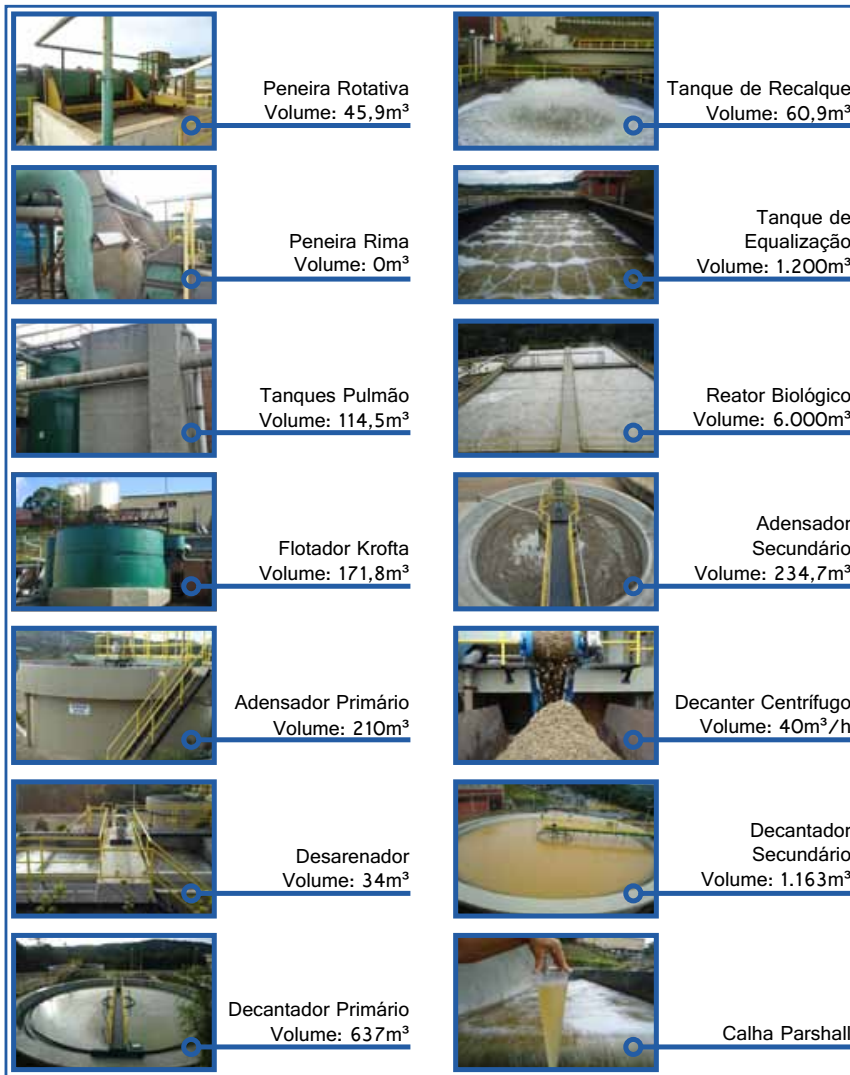 Peneira Rotativa
Volume: 45,9m³
Peneira Rima
Volume: 0m³
Tanques Pulmão
Volume: 114,5m³
Flotador Krofta
Volume: 171,8m³
Adensador Primário
Volume: 210m³
Desarenador
Volume: 34m³
Decantador Primário
Volume: 637m³
Tanque de Recalque
Volume: 60,9m³
Tanque de
Equalização
Volume: 1.200m³
Reator Biológico
Volume: 6.000m³
Adensador
Secundário
Volume: 234,7m³
Decanter Centrífugo
Volume: 40m³/h
Decantador
Secundário
Volume: 1.163m³
Calha Parshall